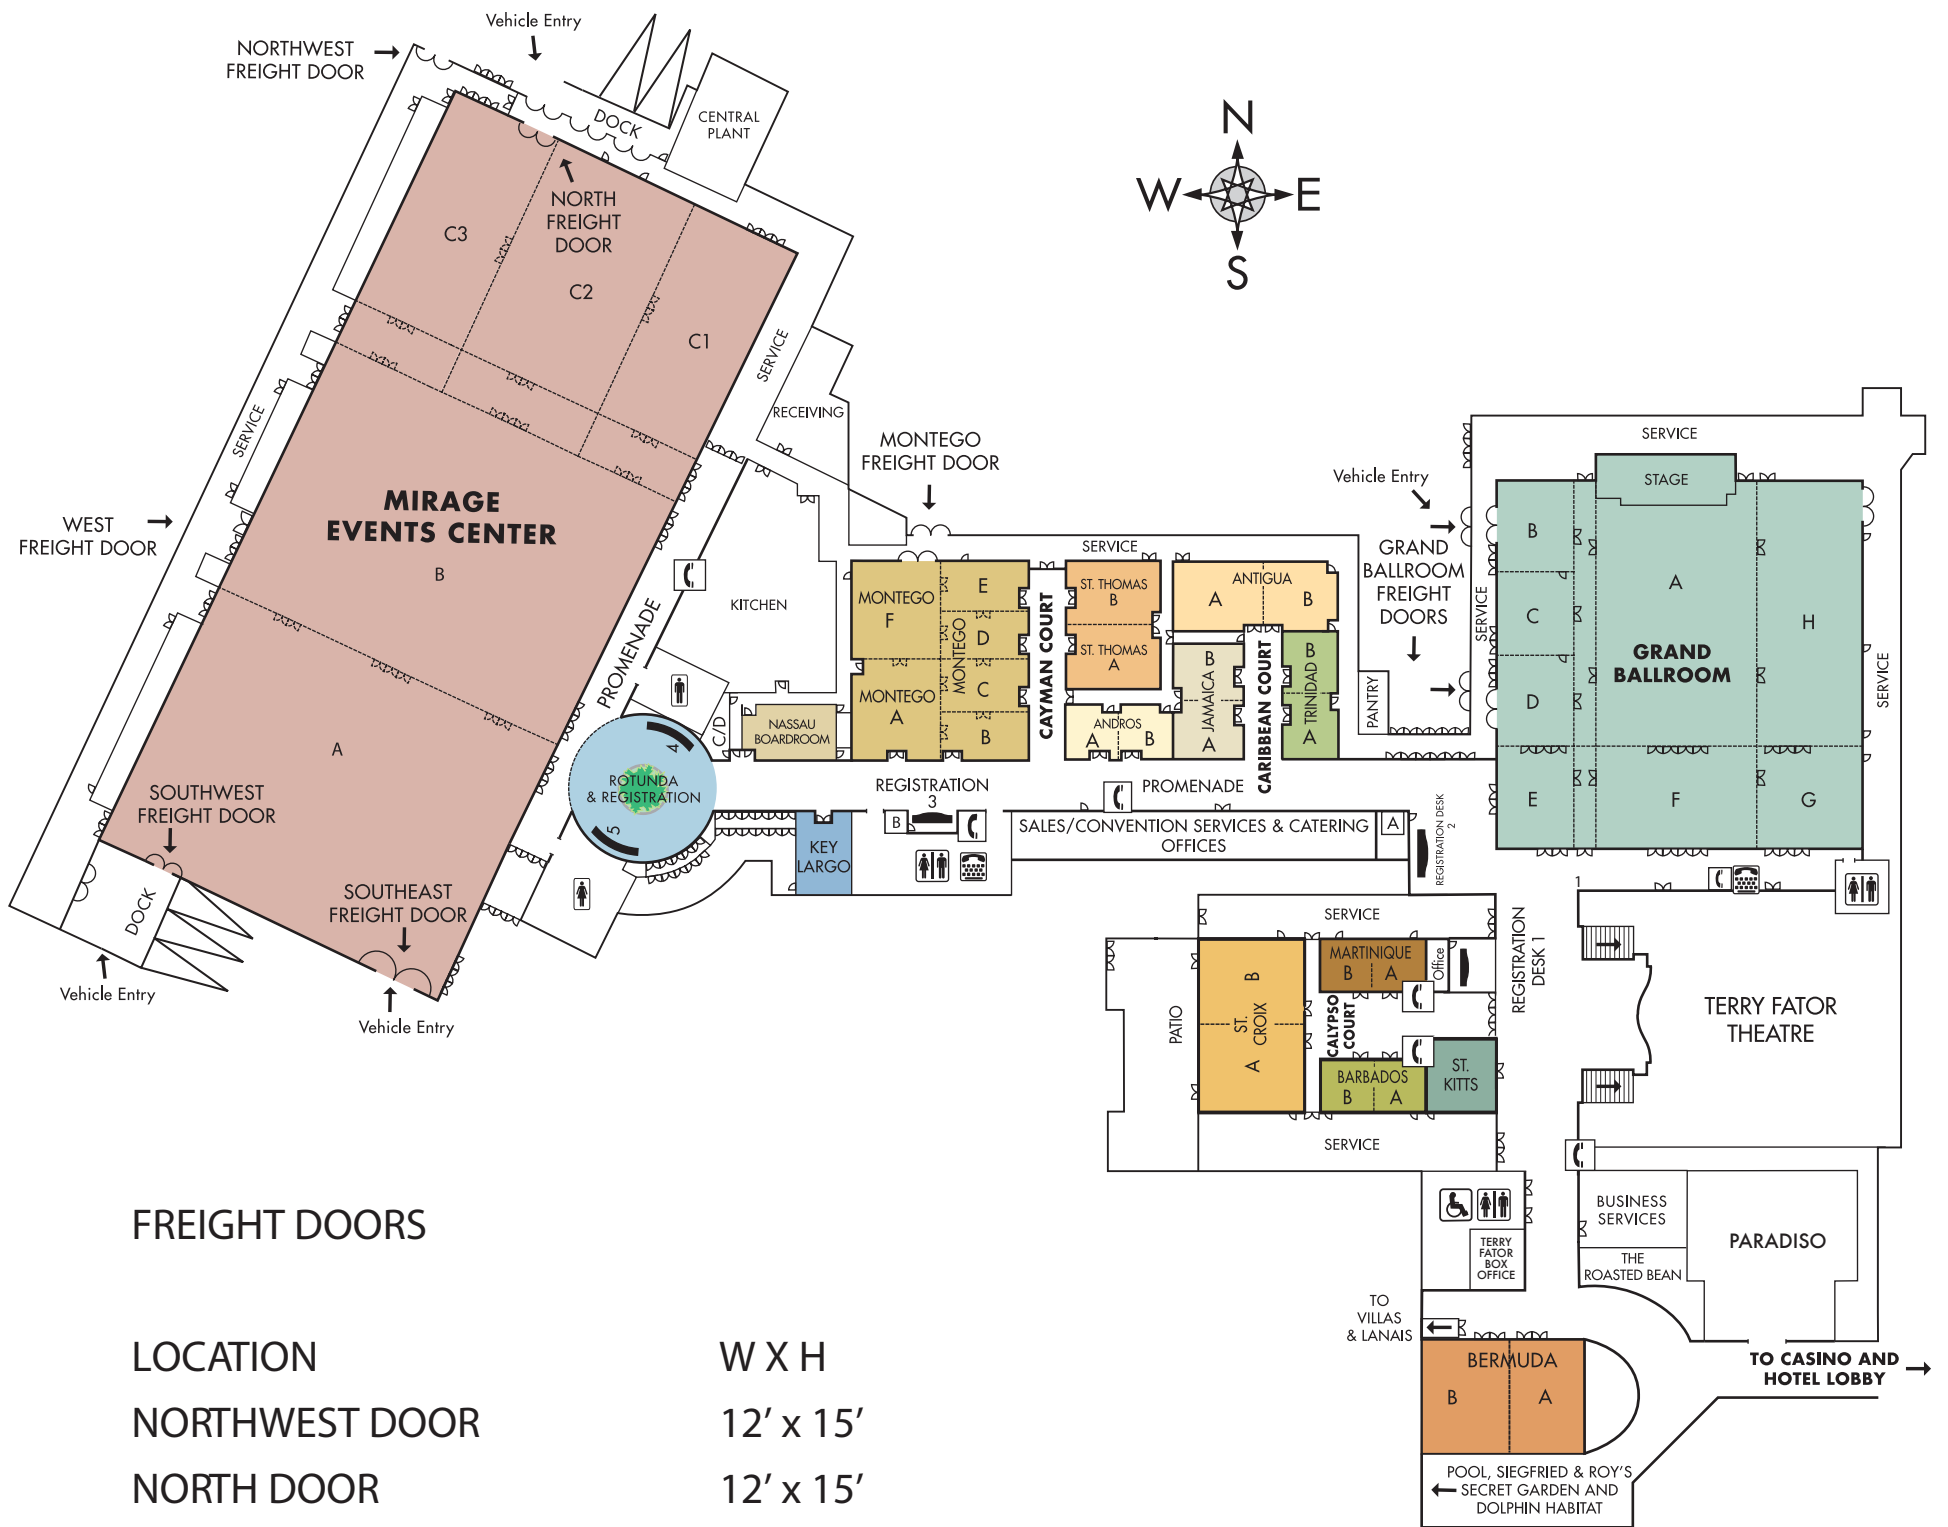 Vehicle Entry
NORTHWEST
FREIGHT DOOR
DOCK
CENTRAL
PLANT
N
W
E
S
NORTH
FREIGHT
DOOR
C3
C2
C1
SERVICE
RECEIVING
SERVICE
MONTEGO
FREIGHT DOOR
WEST
FREIGHT DOOR
MIRAGE
EVENTS CENTER
B
A
PROMENADE
KITCHEN
C/D
NASSAU
BOARDROOM
ROTUNDA
& REGISTRATION
4
5
SOUTHWEST
FREIGHT DOOR
SOUTHEAST
FREIGHT DOOR
DOCK
Vehicle Entry
Vehicle Entry
SERVICE
MONTEGO
F
MONTEGO
A
MONTEGO
E
D
C
B
CAYMAN COURT
ST. THOMAS
B
ST. THOMAS
A
ANDROS
A
B
ANTIGUA
A
B
JAMAICA
B
A
CARIBBEAN COURT
TRINIDAD
B
A
PANTRY
REGISTRATION
3
PROMENADE
B
KEY
LARGO
SALES/CONVENTION SERVICES & CATERING
OFFICES
A
REGISTRATION DESK
2
Vehicle Entry
GRAND
BALLROOM
FREIGHT
DOORS
SERVICE
SERVICE
STAGE
B
C
D
E
A
F
G
H
GRAND
BALLROOM
SERVICE
1
SERVICE
PATIO
ST.
CROIX
B
A
MARTINIQUE
B
A
Office
CALYPSO
COURT
BARBADOS
B
A
ST.
KITTS
SERVICE
REGISTRATION
DESK 1
TERRY FATOR
THEATRE
TERRY
FATOR
BOX
OFFICE
BUSINESS
SERVICES
THE
ROASTED BEAN
PARADISO
TO
VILLAS
& LANAIS
BERMUDA
B
A
TO CASINO AND
HOTEL LOBBY
POOL, SIEGFRIED & ROY'S
SECRET GARDEN AND
DOLPHIN HABITAT
FREIGHT DOORS
LOCATION W X H
NORTHWEST DOOR 12’ x 15’
NORTH DOOR 12’ x 15’